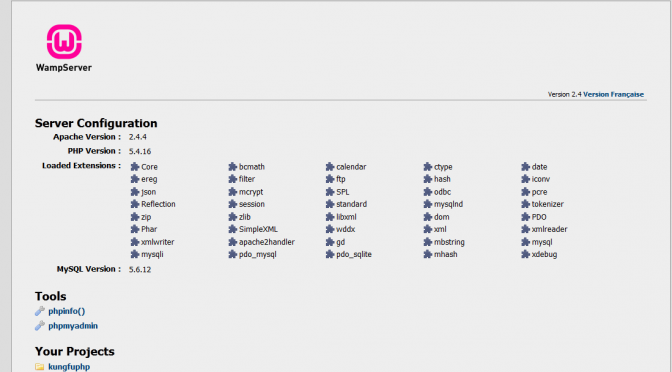 WampServer
Version 2.4 Version Française
Server Configuration
Apache Version : 2.4.4
PHP Version : 5.4.16
Loaded Extensions : Core bcmath calendar ctype date
ereg filter ftp hash iconv
json mcrypt SPL odbc pcre
Reflection session standard mysqlnd tokenizer
zip zlib libxml dom PDO
Phar SimpleXML wddx xml xmlreader
xmlwriter apache2handler gd mbstring mysql
mysqli pdo_mysql pdo_sqlite mhash xdebug
MySQL Version : 5.6.12
Tools
phpinfo()
phpmyadmin
Your Projects
kungfuphp